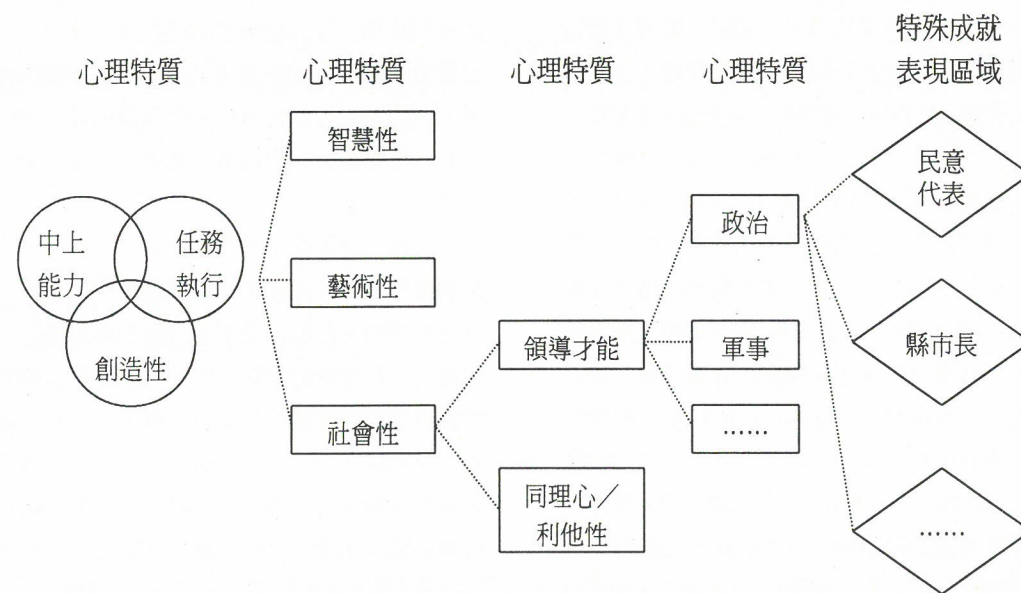 心理特質
心理特質
心理特質
心理特質
特殊成就
表現區域
中上
能力
任務
執行
創造性
智慧性
藝術性
社會性
領導才能
同理心／
利他性
政治
軍事
……
民意
代表
縣市長
……